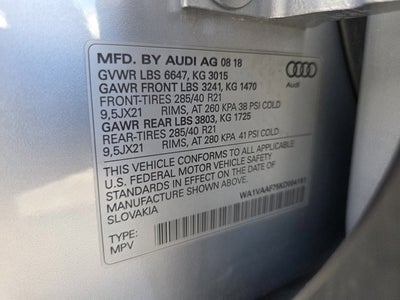 MFD. BY AUDI AG 08 18
GVWR LBS 6647, KG 3015
GAWR FRONT LBS 3241, KG 1470
FRONT-TIRES 285/40 R21
9,5JX21 RIMS, AT 260 KPA 38 PSI COLD
GAWR REAR LBS 3803, KG 1725
REAR-TIRES 285/40 R21
9,5JX21 RIMS, AT 280 KPA 41 PSI COLD
THIS VEHICLE CONFORMS TO ALL APPLICABLE
U.S. FEDERAL MOTOR VEHICLE SAFETY
STANDARDS IN EFFECT ON THE DATE OF
MANUFACTURE SHOWN ABOVE.
SLOVAKIA
TYPE:
MPV
Audi